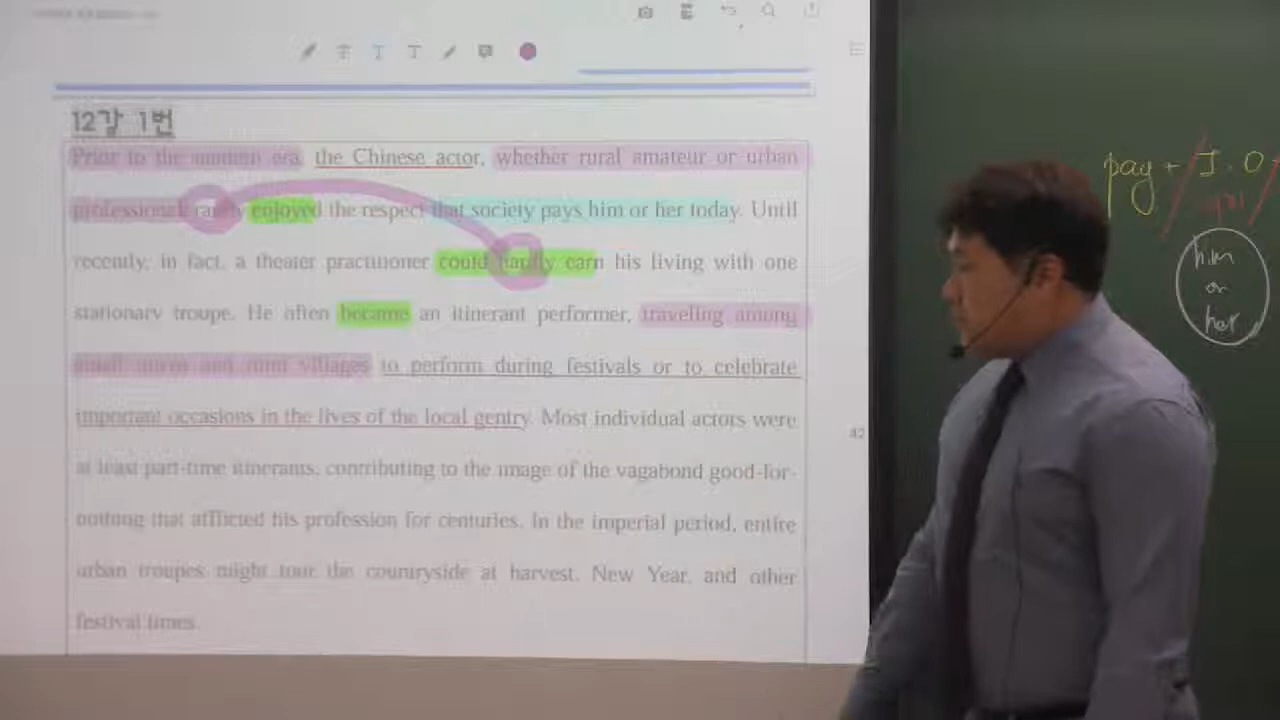 12강 1번
Prior to the modern era, the Chinese actor, whether rural amateur or urban
professional, rarely enjoyed the respect that society pays him or her today. Until
recently, in fact, a theater practitioner could hardly earn his living with one
stationary troupe. He often became an itinerant performer, traveling among
small towns and rural villages to perform during festivals or to celebrate
important occasions in the lives of the local gentry. Most individual actors were
at least part-time itinerants, contributing to the image of the vagabond good-for-
nothing that afflicted his profession for centuries. In the imperial period, entire
urban troupes might tour the countryside at harvest, New Year, and other
festival times.
42
pay + I.O
him
or
her